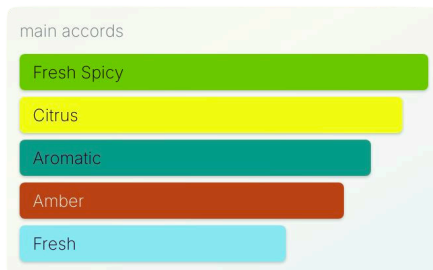 main accords
Fresh Spicy
Citrus
Aromatic
Amber
Fresh